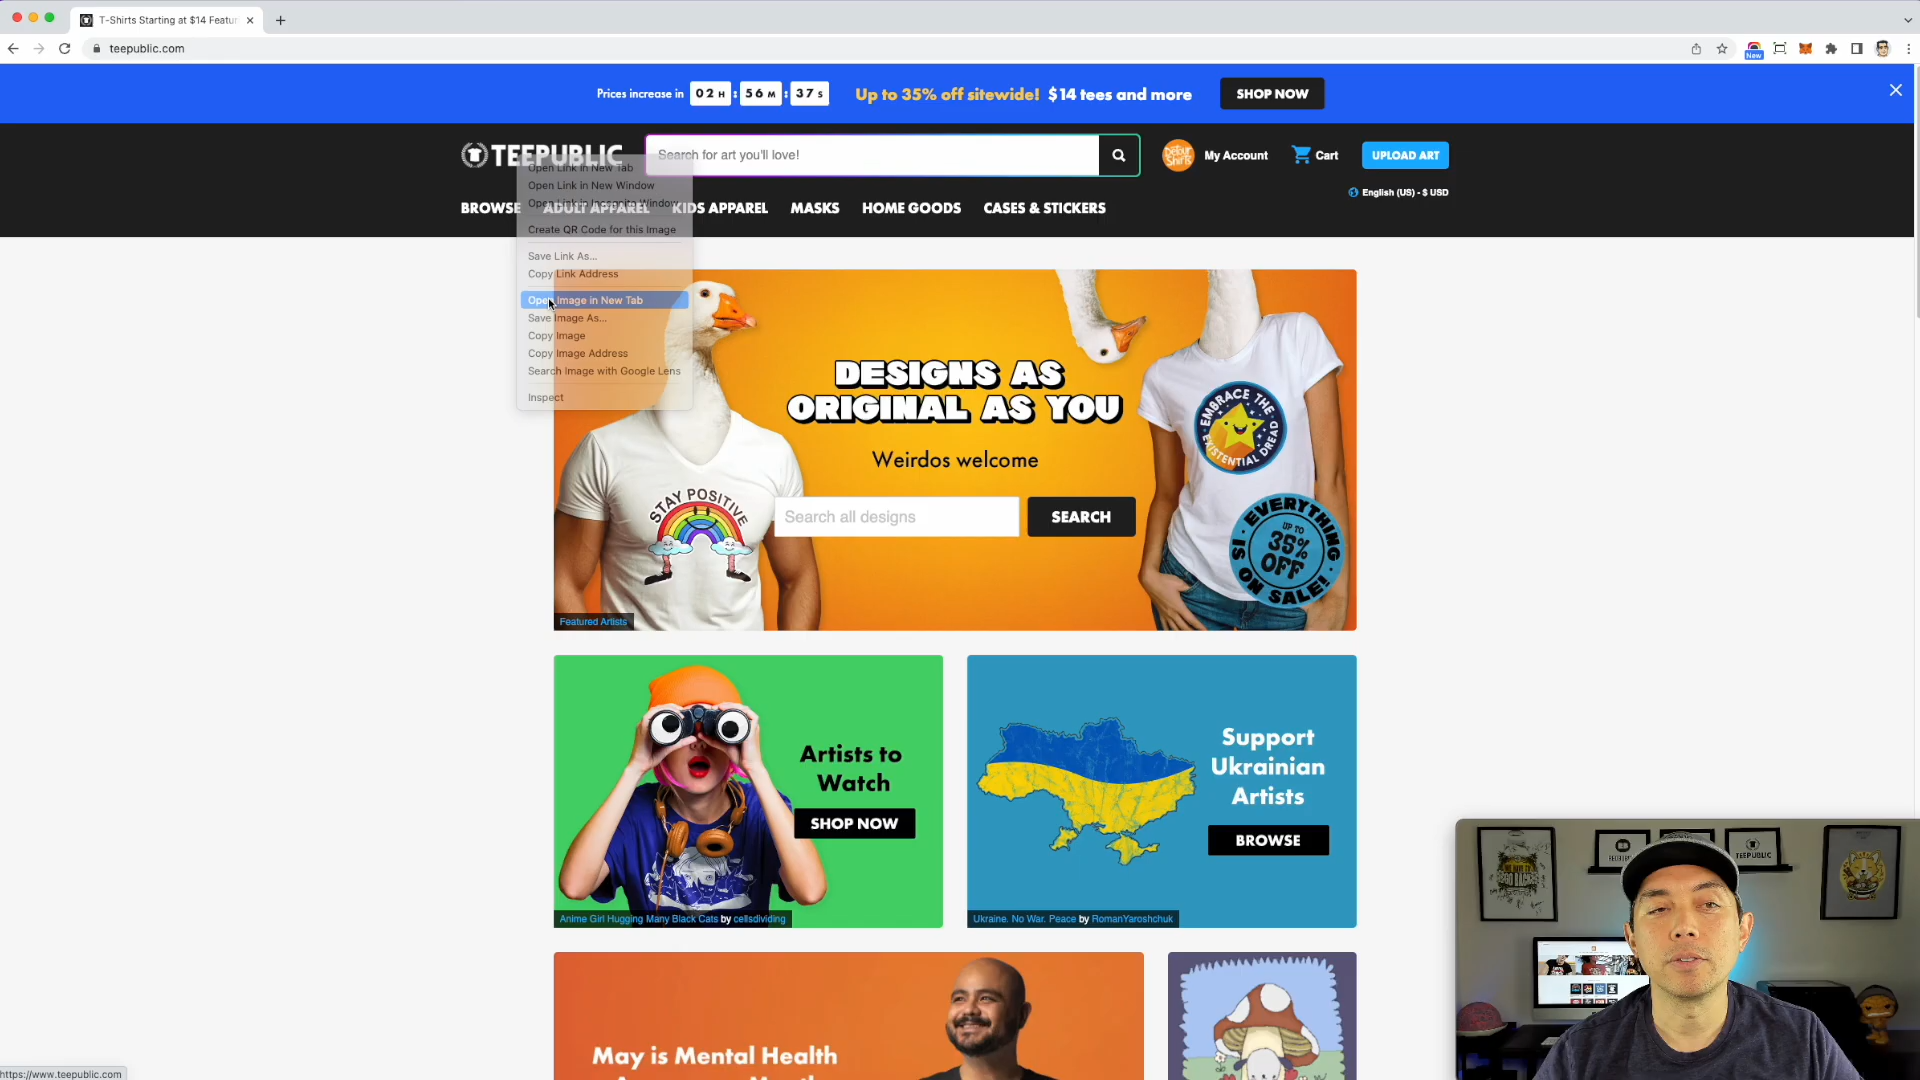 T-Shirts Starting at $14 Featur
teepublic.com
New
Prices increase in 02 H : 56 M : 37 S Up to 35% off sitewide! $14 tees and more SHOP NOW
TEEPUBLIC
Search for art you'll love!
My Account
Cart
UPLOAD ART
English (US) - $ USD
BROWSE ADULT APPAREL KIDS APPAREL MASKS HOME GOODS CASES & STICKERS
Open Link in New Tab
Open Link in New Window
Open Link in Incognito Window
Create QR Code for this Image
Save Link As...
Copy Link Address
Open Image in New Tab
Save Image As...
Copy Image
Copy Image Address
Search Image with Google Lens
Inspect
DESIGNS AS
ORIGINAL AS YOU
Weirdos welcome
Search all designs
SEARCH
STAY POSITIVE
EMBRACE THE
EXISTENTIAL DREAD
EVERYTHING
IS ON SALE!
UP TO
35%
OFF
Featured Artists
Artists to
Watch
SHOP NOW
Anime Girl Hugging Many Black Cats by cellsdividing
Support
Ukrainian
Artists
BROWSE
Ukraine. No War. Peace by RomanYaroshchuk
May is Mental Health
TEEPUBLIC
https://www.teepublic.com